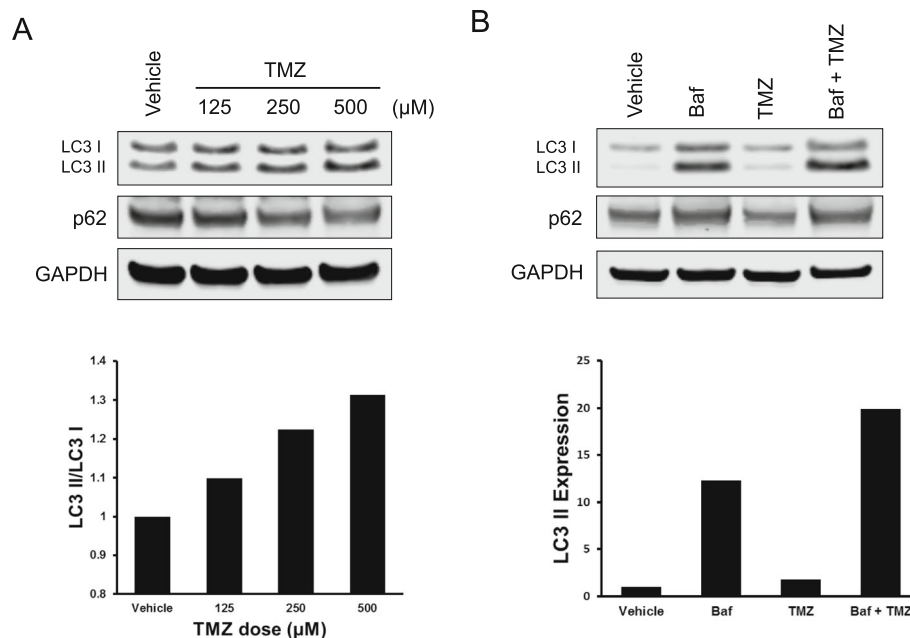 A
Vehicle
TMZ
125 250 500 (µM)
LC3 I
LC3 II
p62
GAPDH
1.4
1.3
1.2
1.1
1
0.9
0.8
LC3 II/LC3 I
Vehicle 125 250 500
TMZ dose (µM)
B
Vehicle
Baf
TMZ
Baf + TMZ
LC3 I
LC3 II
p62
GAPDH
25
20
15
10
5
0
LC3 II Expression
Vehicle Baf TMZ Baf + TMZ